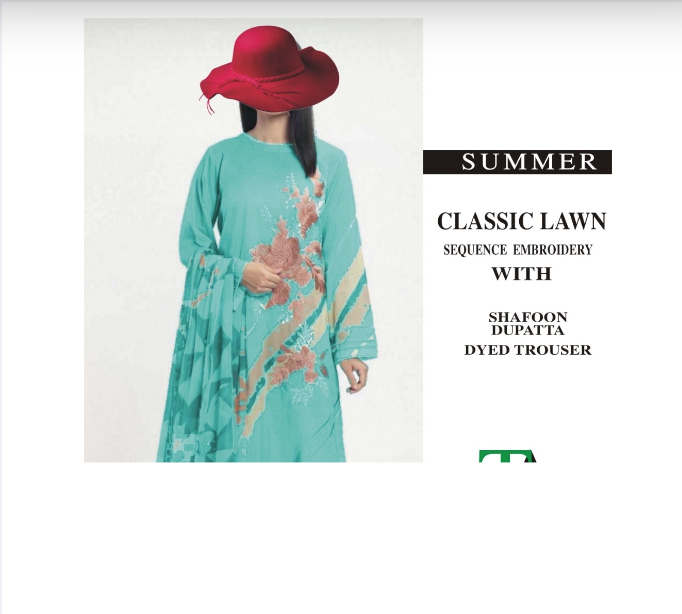 SUMMER
CLASSIC LAWN
SEQUENCE EMBROIDERY
WITH
SHAFOON
DUPATTA
DYED TROUSER